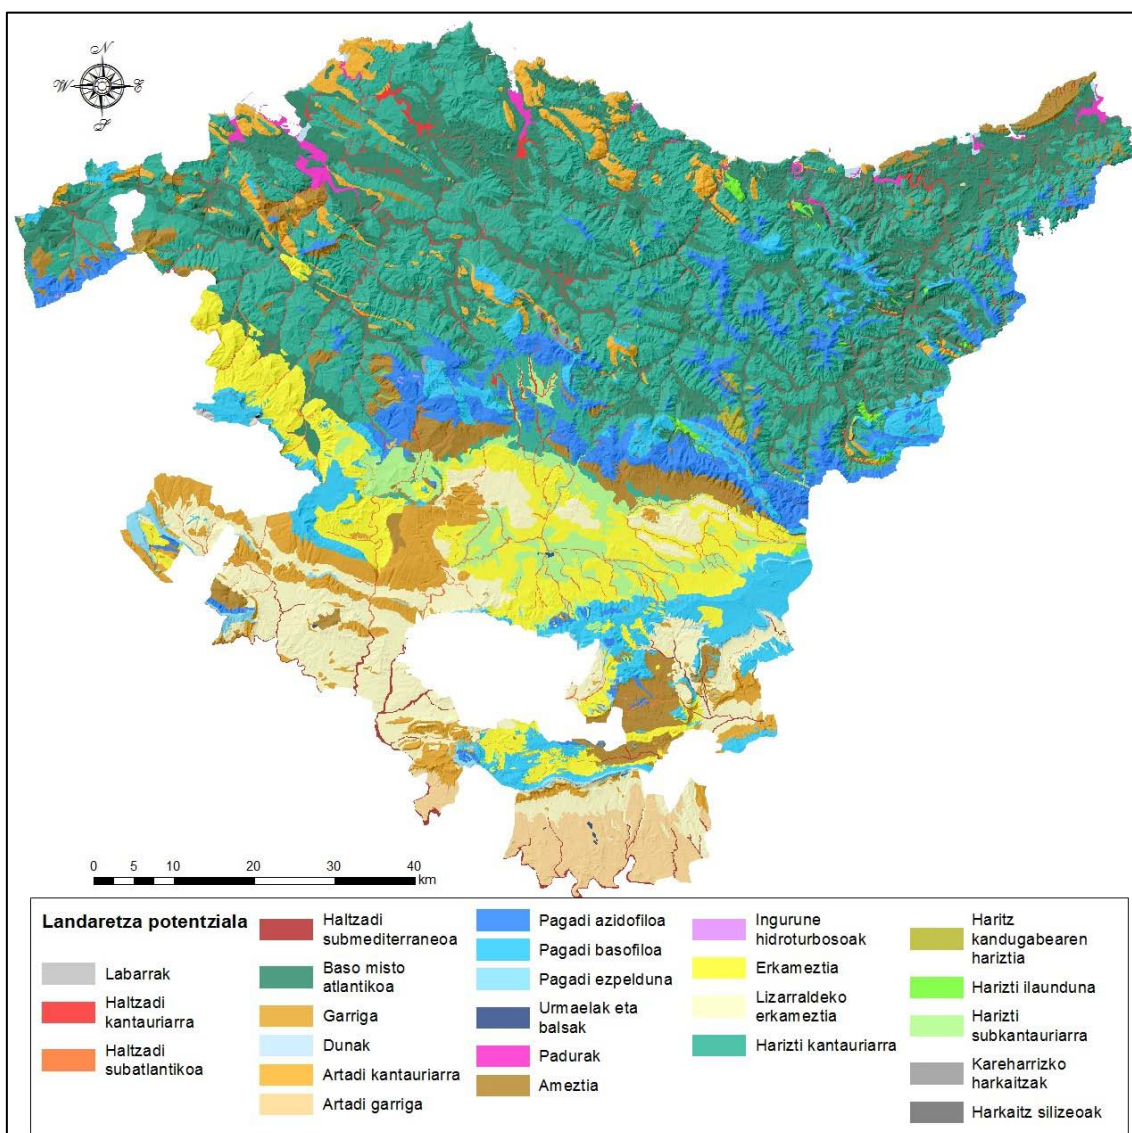 N
W
E
S
0
5
10
20
30
40
km
Landaretza potentziala
Labarrak
Haltzadi
kantauriarra
Haltzadi
subatlantikoa
Haltzadi
submediterraneoa
Baso misto
atlantikoa
Garriga
Dunak
Artadi kantauriarra
Artadi garriga
Pagadi azidofiloa
Pagadi basofiloa
Pagadi ezpelduna
Urmaelak eta
balsak
Padurak
Ameztia
Ingurune
hidroturbosoak
Erkameztia
Lizarraldeko
erkameztia
Harizti kantauriarra
Haritz
kandugabearen
hariztia
Harizti ilaunduna
Harizti
subkantauriarra
Kareharrizko
harkaitzak
Harkaitz silizeoak